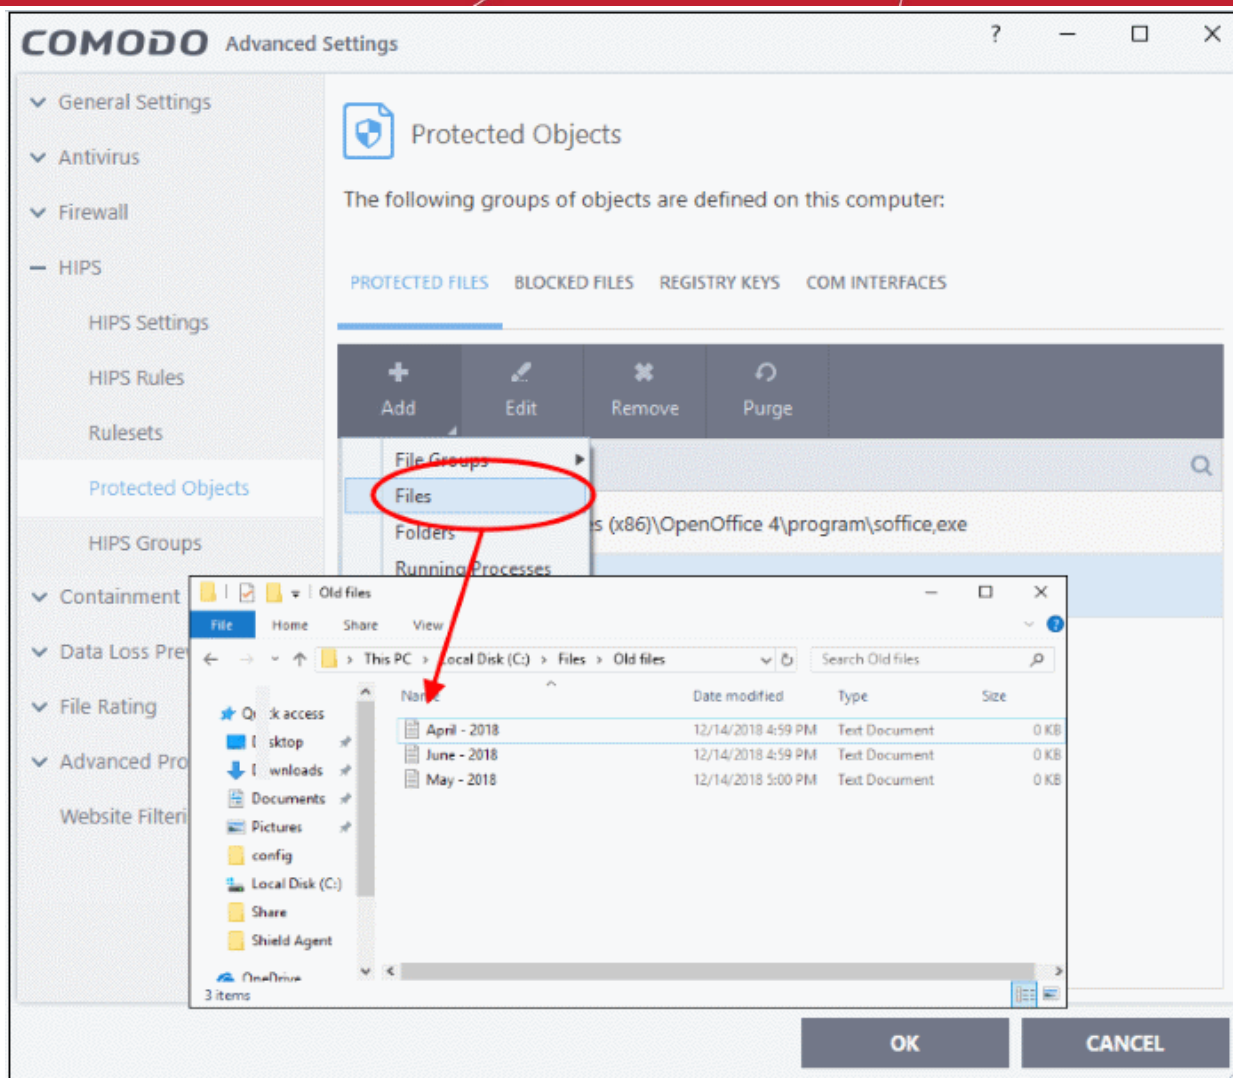 COMODO Advanced Settings
?
General Settings
Antivirus
Firewall
HIPS
HIPS Settings
HIPS Rules
Rulesets
Protected Objects
HIPS Groups
Containment
Data Loss Pre
File Rating
Advanced Pro
Website Filteri
Protected Objects
The following groups of objects are defined on this computer:
PROTECTED FILES BLOCKED FILES REGISTRY KEYS COM INTERFACES
Add Edit Remove Purge
File Groups
Files
Folders
Running Processes
s (x86)\OpenOffice 4\program\soffice,exe
Old files
File Home Share View
?
This PC > Local Disk (C:) > Files > Old files
Search Old files
Name Date modified Type Size
April - 2018 12/14/2018 4:59 PM Text Document 0 KB
June - 2018 12/14/2018 4:59 PM Text Document 0 KB
May - 2018 12/14/2018 5:00 PM Text Document 0 KB
Quick access
Desktop
Downloads
Documents
Pictures
config
Local Disk (C:)
Share
Shield Agent
OneDrive
3 items
OK CANCEL